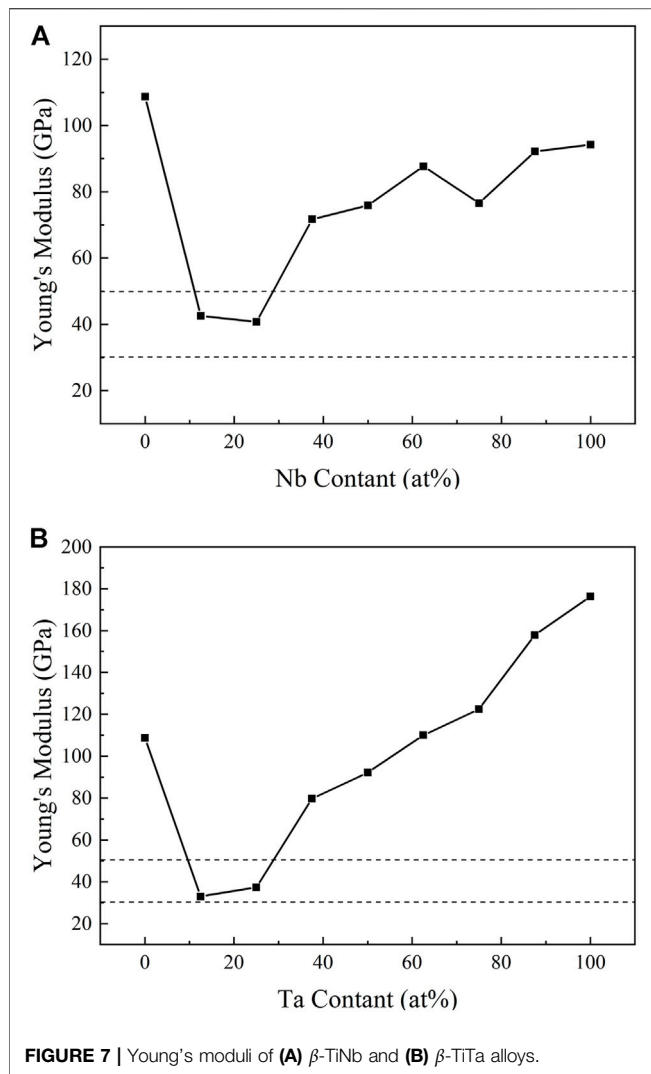 A
120
100
80
60
40
20
Young's Modulus (GPa)
0 20 40 60 80 100
Nb Contant (at%)
B
200
180
160
140
120
100
80
60
40
20
Young's Modulus (GPa)
0 20 40 60 80 100
Ta Contant (at%)
FIGURE 7 | Young's moduli of (A) β-TiNb and (B) β-TiTa alloys.